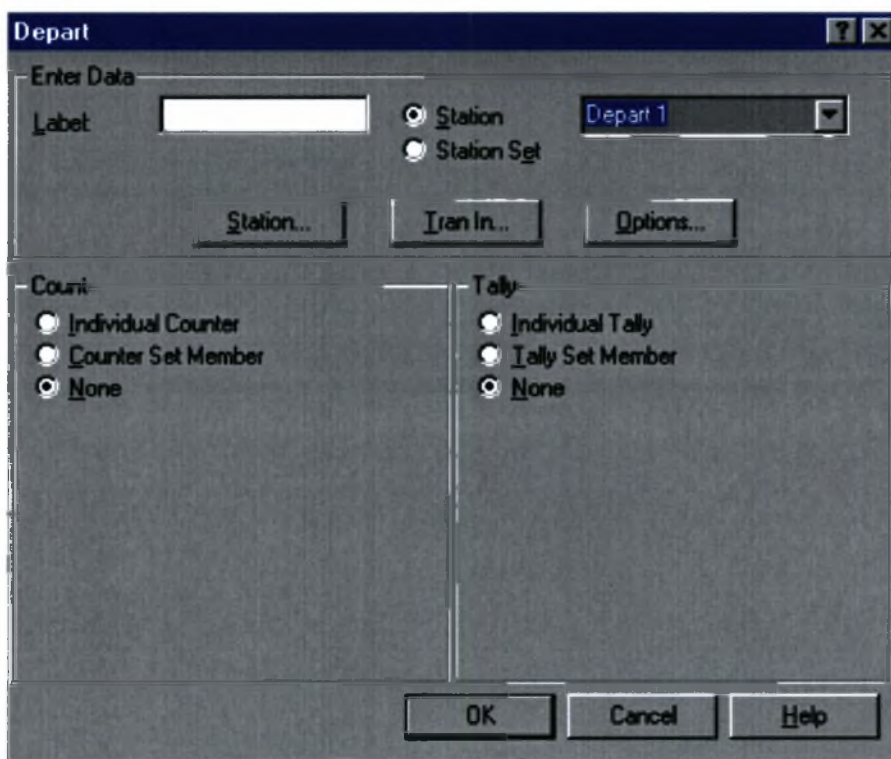 Depart
Enter Data
Label:
Station
Depart 1
Station Set
Station...
Tran In...
Options...
Count
Individual Counter
Counter Set Member
None
Tally
Individual Tally
Tally Set Member
None
OK
Cancel
Help